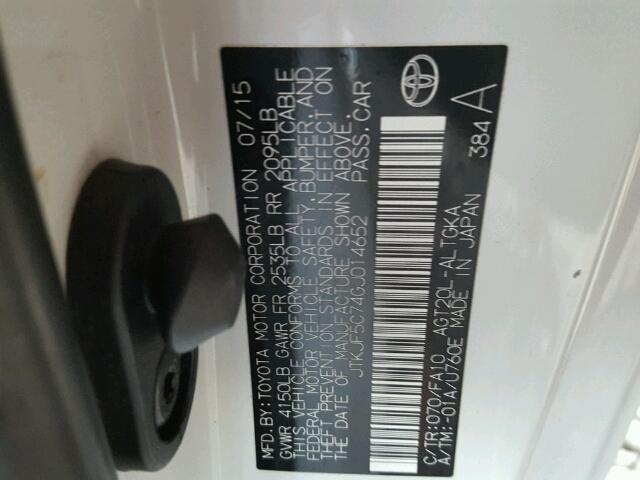 MFD.BY:TOYOTA MOTOR CORPORATION 07/15
GVWR 4150LB GAWR FR 2535LB RR 2095LB
THIS VEHICLE CONFORMS TO ALL APPLICABLE
FEDERAL MOTOR VEHICLE SAFETY, BUMPER, AND
THEFT PREVENTION STANDARDS IN EFFECT ON
THE DATE OF MANUFACTURE SHOWN ABOVE.
JTKJF5C74GJ014652 PASS.CAR
C/TR:070/FA10 AGT20L-ALTGKA
A/TM:-01A/U760E MADE IN JAPAN
384 A